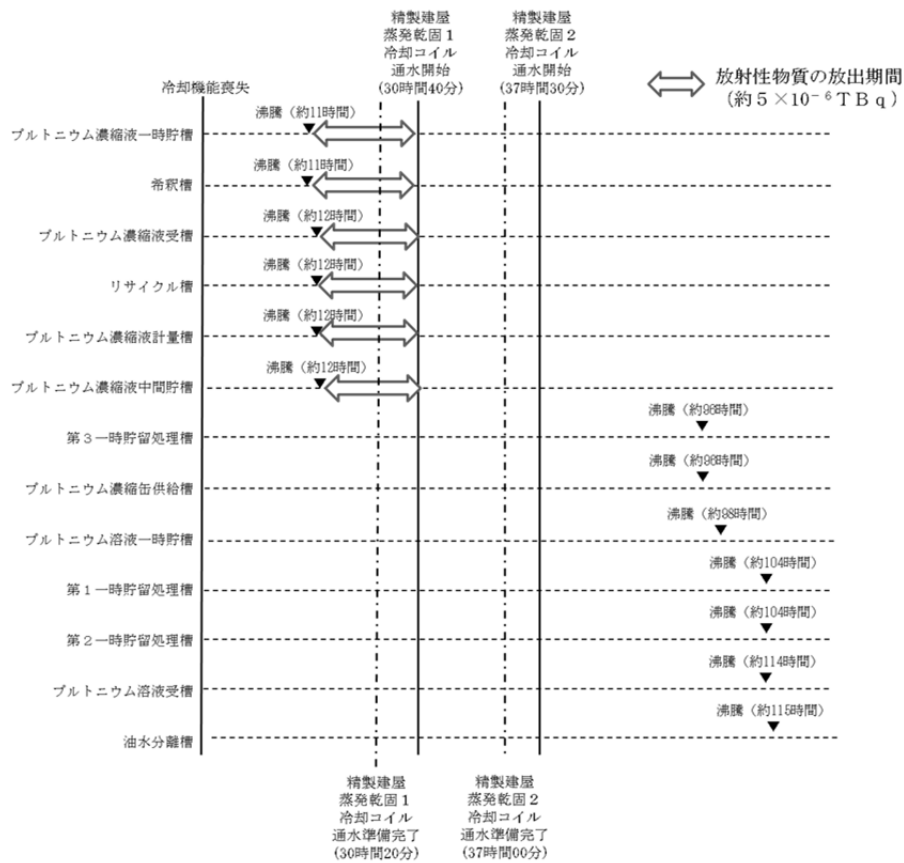 精製建屋
蒸発乾固1
冷却コイル
通水開始
(30時間40分)
精製建屋
蒸発乾固2
冷却コイル
通水開始
(37時間30分)
冷却機能喪失
放射性物質の放出期間
(約5×10⁻⁶TBq)
沸騰(約11時間)
プルトニウム濃縮液一時貯槽
沸騰(約11時間)
希釈槽
沸騰(約12時間)
プルトニウム濃縮液受槽
沸騰(約12時間)
リサイクル槽
沸騰(約12時間)
プルトニウム濃縮液計量槽
沸騰(約12時間)
プルトニウム濃縮液中間貯槽
沸騰(約96時間)
第3一時貯留処理槽
沸騰(約96時間)
プルトニウム濃縮缶供給槽
沸騰(約98時間)
プルトニウム溶液一時貯槽
沸騰(約104時間)
第1一時貯留処理槽
沸騰(約104時間)
第2一時貯留処理槽
沸騰(約114時間)
プルトニウム溶液受槽
沸騰(約115時間)
油水分離槽
精製建屋
蒸発乾固1
冷却コイル
通水準備完了
(30時間20分)
精製建屋
蒸発乾固2
冷却コイル
通水準備完了
(37時間00分)